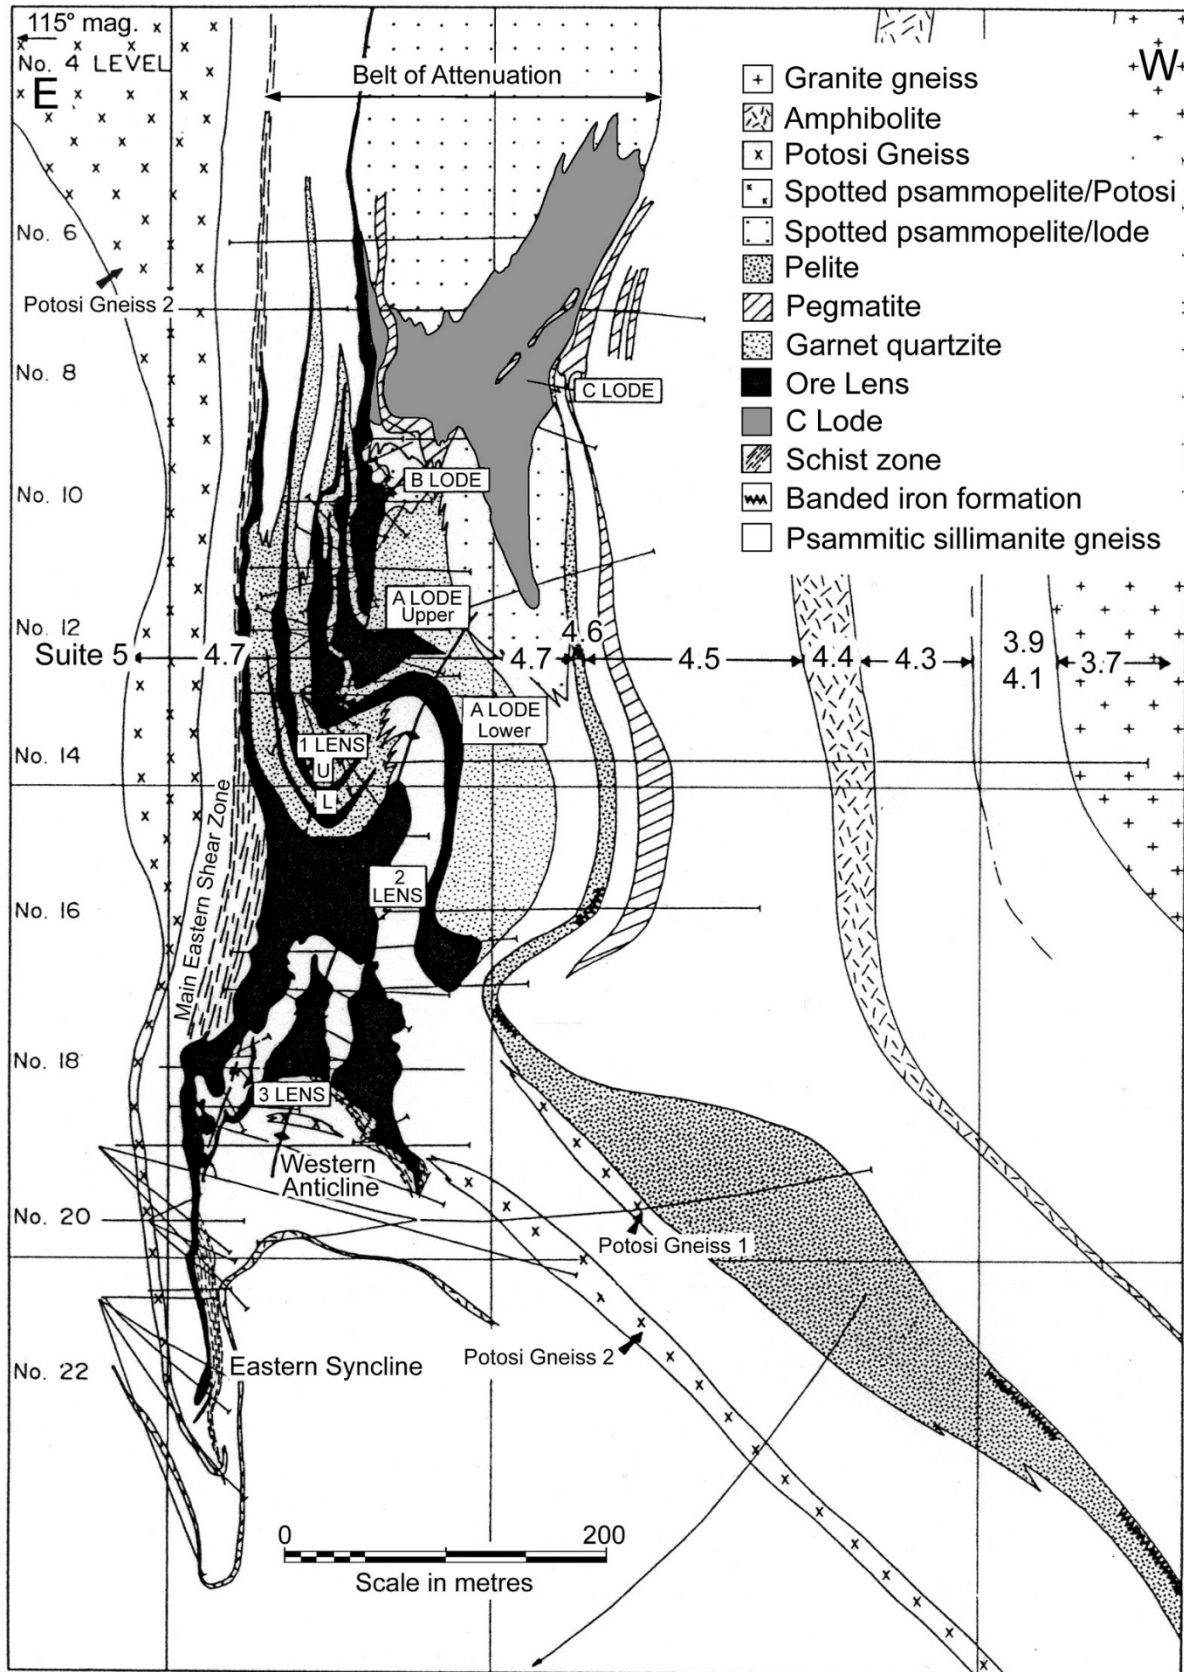 115° mag.
No. 4 LEVEL
E
W
Belt of Attenuation
Granite gneiss
Amphibolite
Potosi Gneiss
Spotted psammopelite/Potosi
Spotted psammopelite/lode
Pelite
Pegmatite
Garnet quartzite
Ore Lens
C Lode
Schist zone
Banded iron formation
Psammitic sillimanite gneiss
No. 6
Potosi Gneiss 2
No. 8
C LODE
B LODE
No. 10
A LODE
Upper
No. 12
Suite 5
4.7
4.7
4.6
4.5
4.4
4.3
3.9
4.1
3.7
A LODE
Lower
1 LENS
U
L
No. 14
Main Eastern Shear Zone
2
LENS
No. 16
No. 18
3 LENS
Western
Anticline
No. 20
Potosi Gneiss 1
Potosi Gneiss 2
Eastern Syncline
No. 22
0 200
Scale in metres